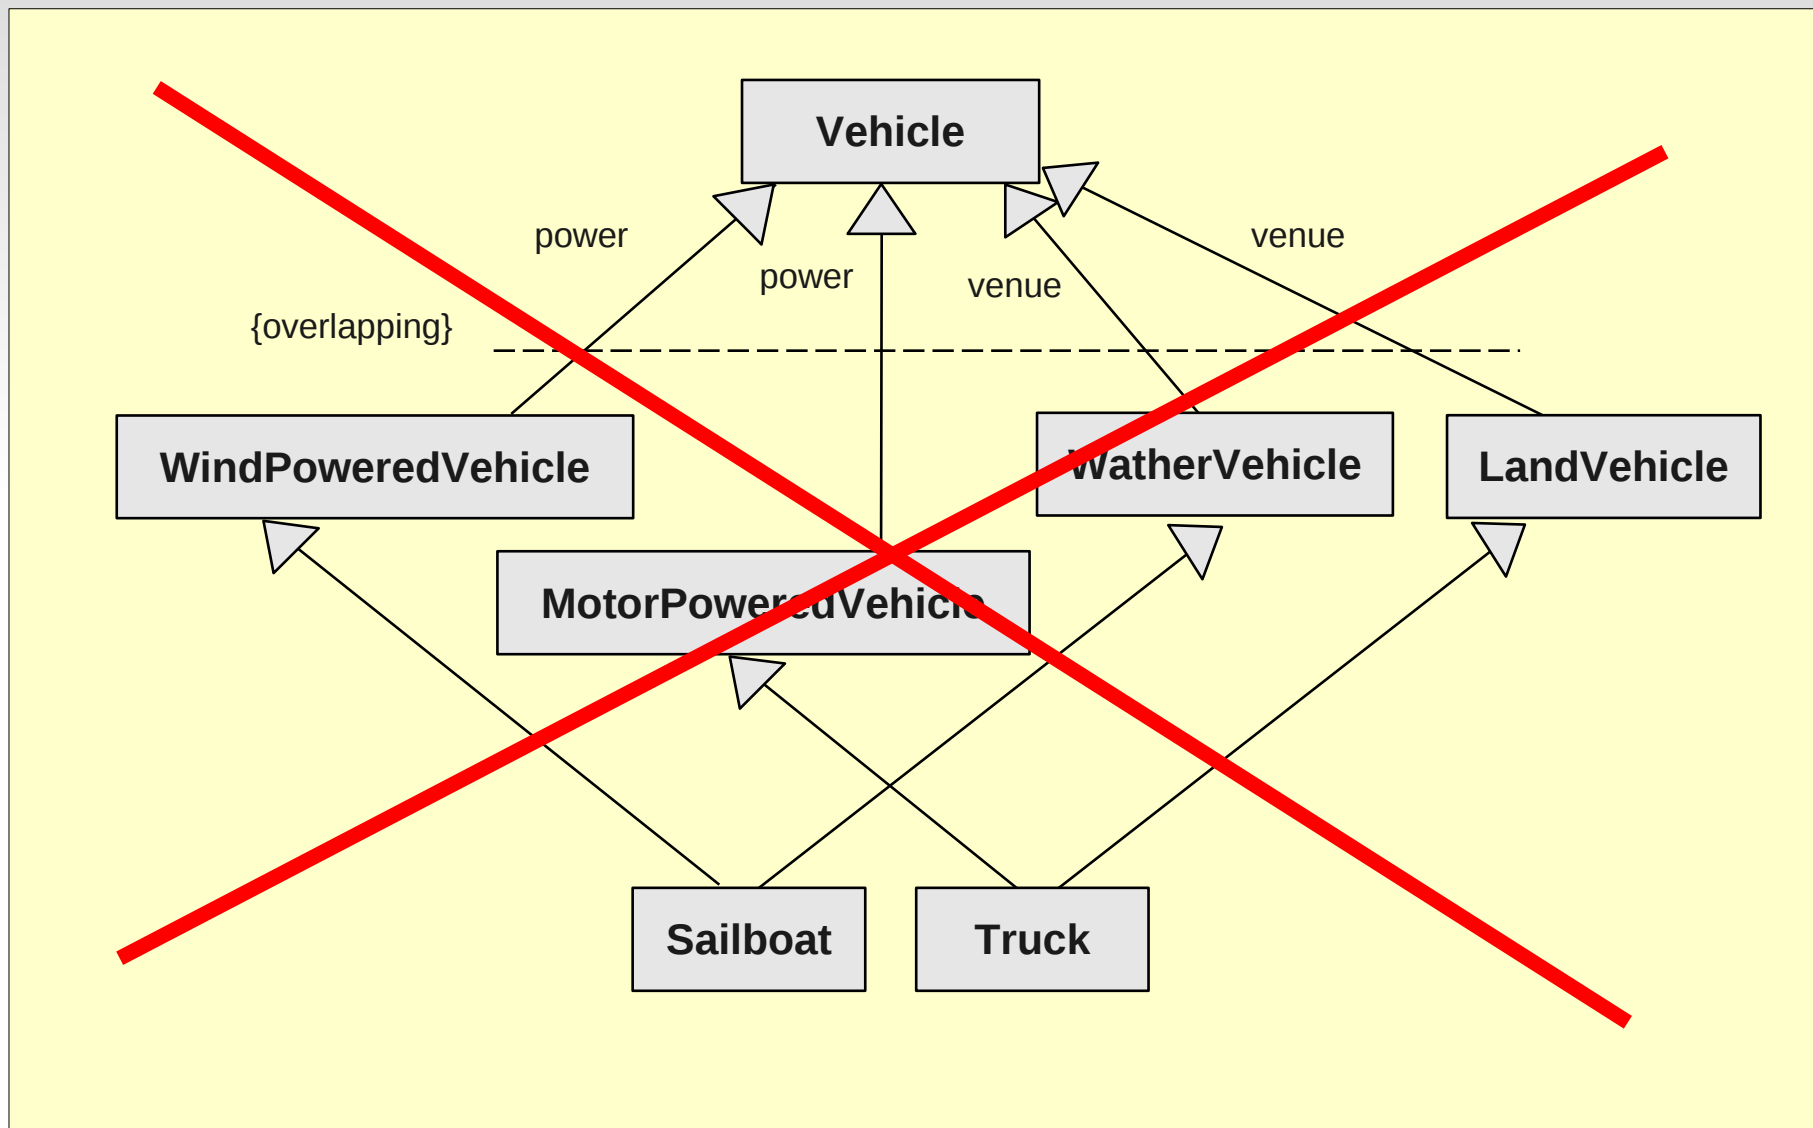 Vehicle
power
power
venue
venue
{overlapping}
WindPoweredVehicle
WatherVehicle
LandVehicle
MotorPoweredVehicle
Sailboat
Truck